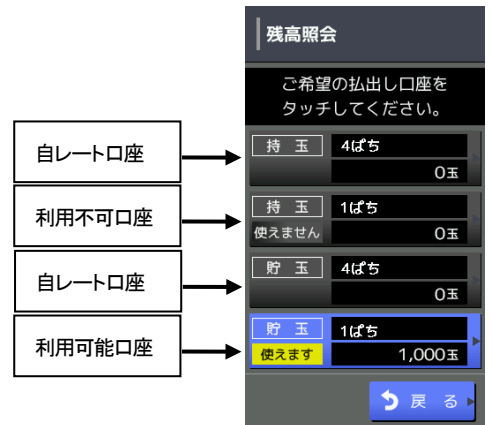 残高照会
ご希望の払出し口座を
タッチしてください。
自レート口座
持 玉 4ぱち
0玉
利用不可口座
持 玉 1ぱち
使えません 0玉
自レート口座
貯 玉 4ぱち
0玉
利用可能口座
貯 玉 1ぱち
使えます 1,000玉
戻 る